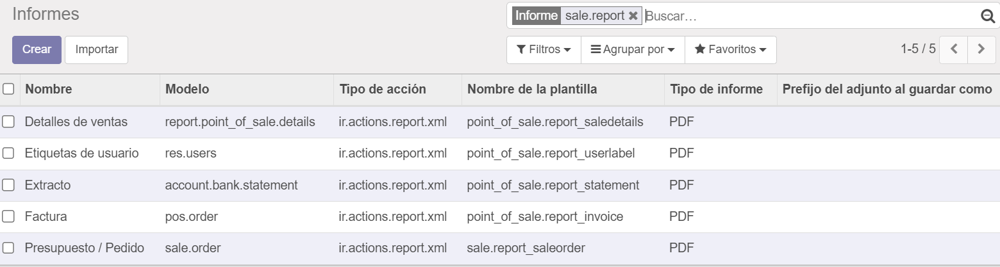 Informes
Informe sale.report Buscar…
Crear Importar Filtros Agrupar por Favoritos 1-5 / 5
Nombre Modelo Tipo de acción Nombre de la plantilla Tipo de informe Prefijo del adjunto al guardar como
Detalles de ventas report.point_of_sale.details ir.actions.report.xml point_of_sale.report_saledetails PDF
Etiquetas de usuario res.users ir.actions.report.xml point_of_sale.report_userlabel PDF
Extracto account.bank.statement ir.actions.report.xml point_of_sale.report_statement PDF
Factura pos.order ir.actions.report.xml point_of_sale.report_invoice PDF
Presupuesto / Pedido sale.order ir.actions.report.xml sale.report_saleorder PDF